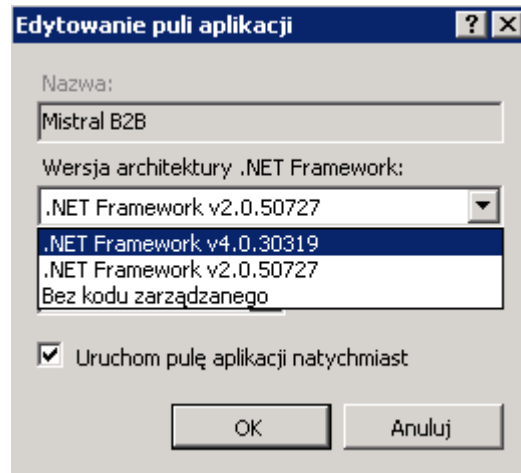 Edytowanie puli aplikacji
Nazwa:
Mistral B2B
Wersja architektury .NET Framework:
.NET Framework v2.0.50727
.NET Framework v4.0.30319
.NET Framework v2.0.50727
Bez kodu zarządzanego
Uruchom pulę aplikacji natychmiast
OK Anuluj